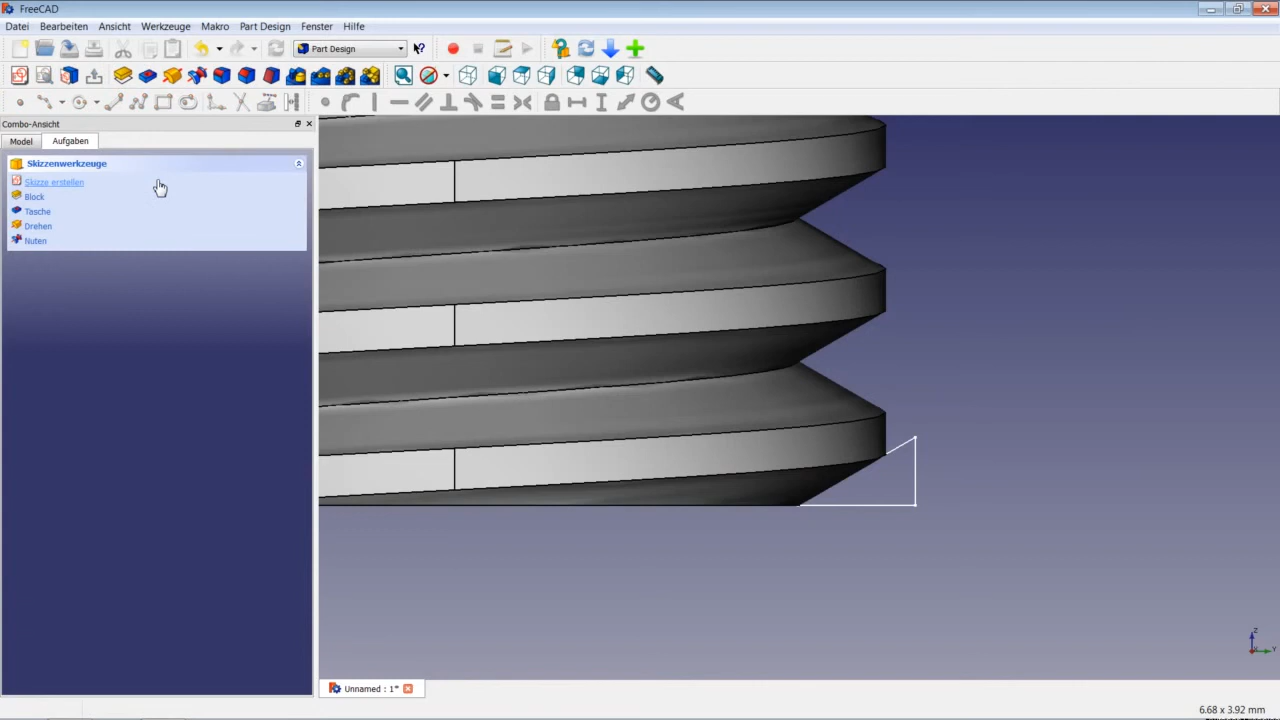 FreeCAD
Datei Bearbeiten Ansicht Werkzeuge Makro Part Design Fenster Hilfe
Part Design
Combo-Ansicht
Model Aufgaben
Skizzenwerkzeuge
Skizze erstellen
Block
Tasche
Drehen
Nuten
Z
Y
Unnamed : 1*
6.68 x 3.92 mm